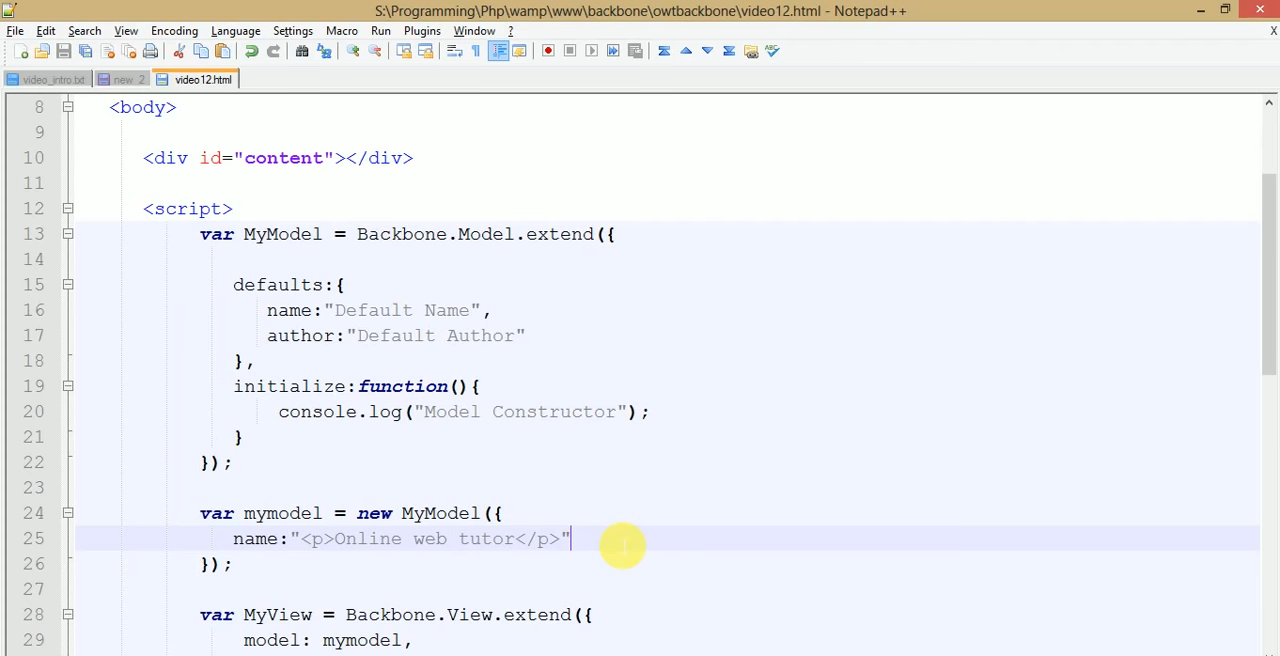 S:\Programming\Php\wamp\www\backbone\owtbackbone\video12.html - Notepad++
File Edit Search View Encoding Language Settings Macro Run Plugins Window ? X
video_intro.txt new 2 video12.html
8 <body>
9
10 <div id="content"></div>
11
12 <script>
13 var MyModel = Backbone.Model.extend({
14
15 defaults:{
16 name:"Default Name",
17 author:"Default Author"
18 },
19 initialize:function(){
20 console.log("Model Constructor");
21 }
22 });
23
24 var mymodel = new MyModel({
25 name:"<p>Online web tutor</p>"
26 });
27
28 var MyView = Backbone.View.extend({
29 model: mymodel,